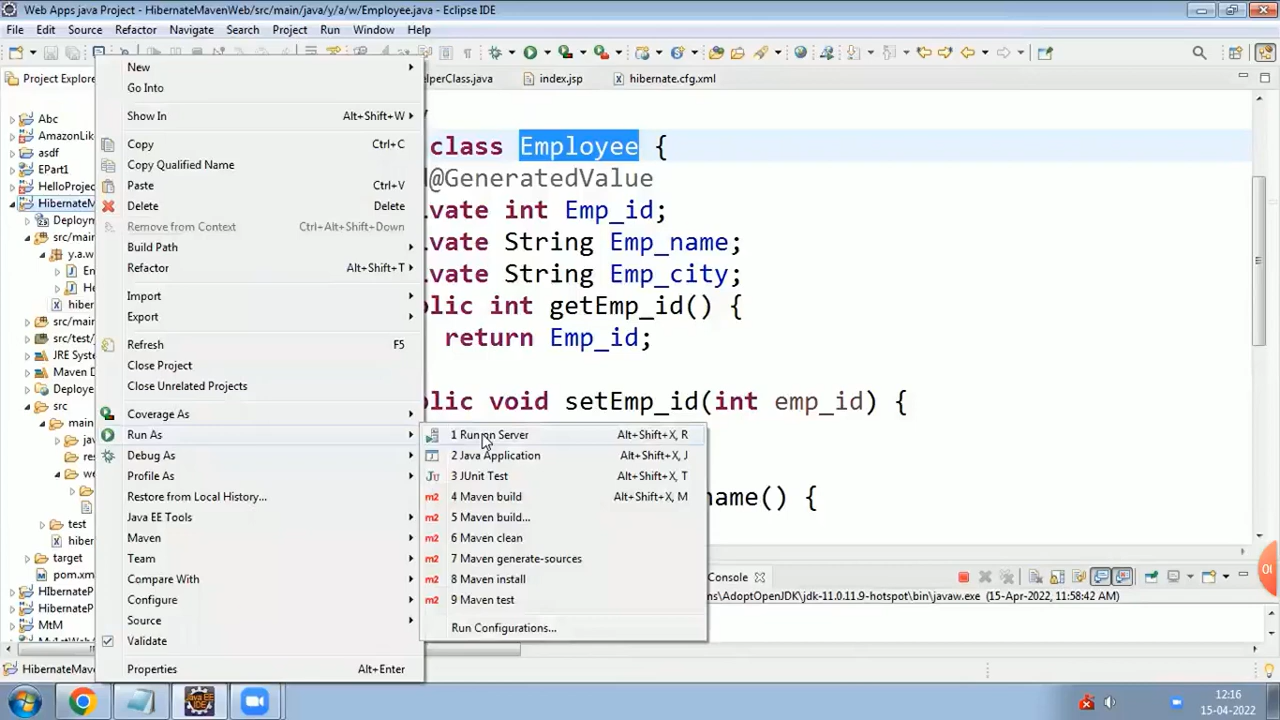 Web Apps java Project - HibernateMavenWeb/src/main/java/y/a/w/Employee.java - Eclipse IDE
File Edit Source Refactor Navigate Search Project Run Window Help
Project Explore
elperClass.java index.jsp hibernate.cfg.xml
Abc
AmazonLik
asdf
EPart1
HelloProje
HibernateM
Deploym
src/main
y.a.w
En
He
hiber
src/main
src/test/
JRE Syste
Maven D
Deploye
src
main
jav
re
we
test
hiber
target
pom.xm
HIbernateP
HibernateP
MtM
New
Go Into
Show In Alt+Shift+W
Copy Ctrl+C
Copy Qualified Name
Paste Ctrl+V
Delete Delete
Remove from Context Ctrl+Alt+Shift+Down
Build Path
Refactor Alt+Shift+T
Import
Export
Refresh F5
Close Project
Close Unrelated Projects
Coverage As
Run As
Debug As
Profile As
Restore from Local History...
Java EE Tools
Maven
Team
Compare With
Configure
Source
Validate
Properties Alt+Enter
1 Run on Server Alt+Shift+X, R
2 Java Application Alt+Shift+X, J
3 JUnit Test Alt+Shift+X, T
4 Maven build Alt+Shift+X, M
5 Maven build...
6 Maven clean
7 Maven generate-sources
8 Maven install
9 Maven test
Run Configurations...
class Employee {
@GeneratedValue
vate int Emp_id;
vate String Emp_name;
vate String Emp_city;
lic int getEmp_id() {
return Emp_id;
lic void setEmp_id(int emp_id) {
name() {
Console
s\AdoptOpenJDK\jdk-11.0.11.9-hotspot\bin\javaw.exe (15-Apr-2022, 11:58:42 AM)
HibernateMav
12:16
15-04-2022